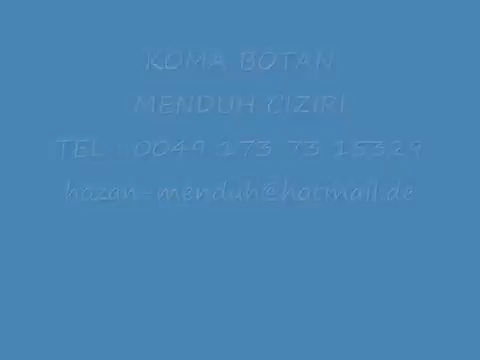 KOMA BOTAN
MENDUH CIZIRI
TEL : 0049 173 73 15329
hozan-menduh@hotmail.de